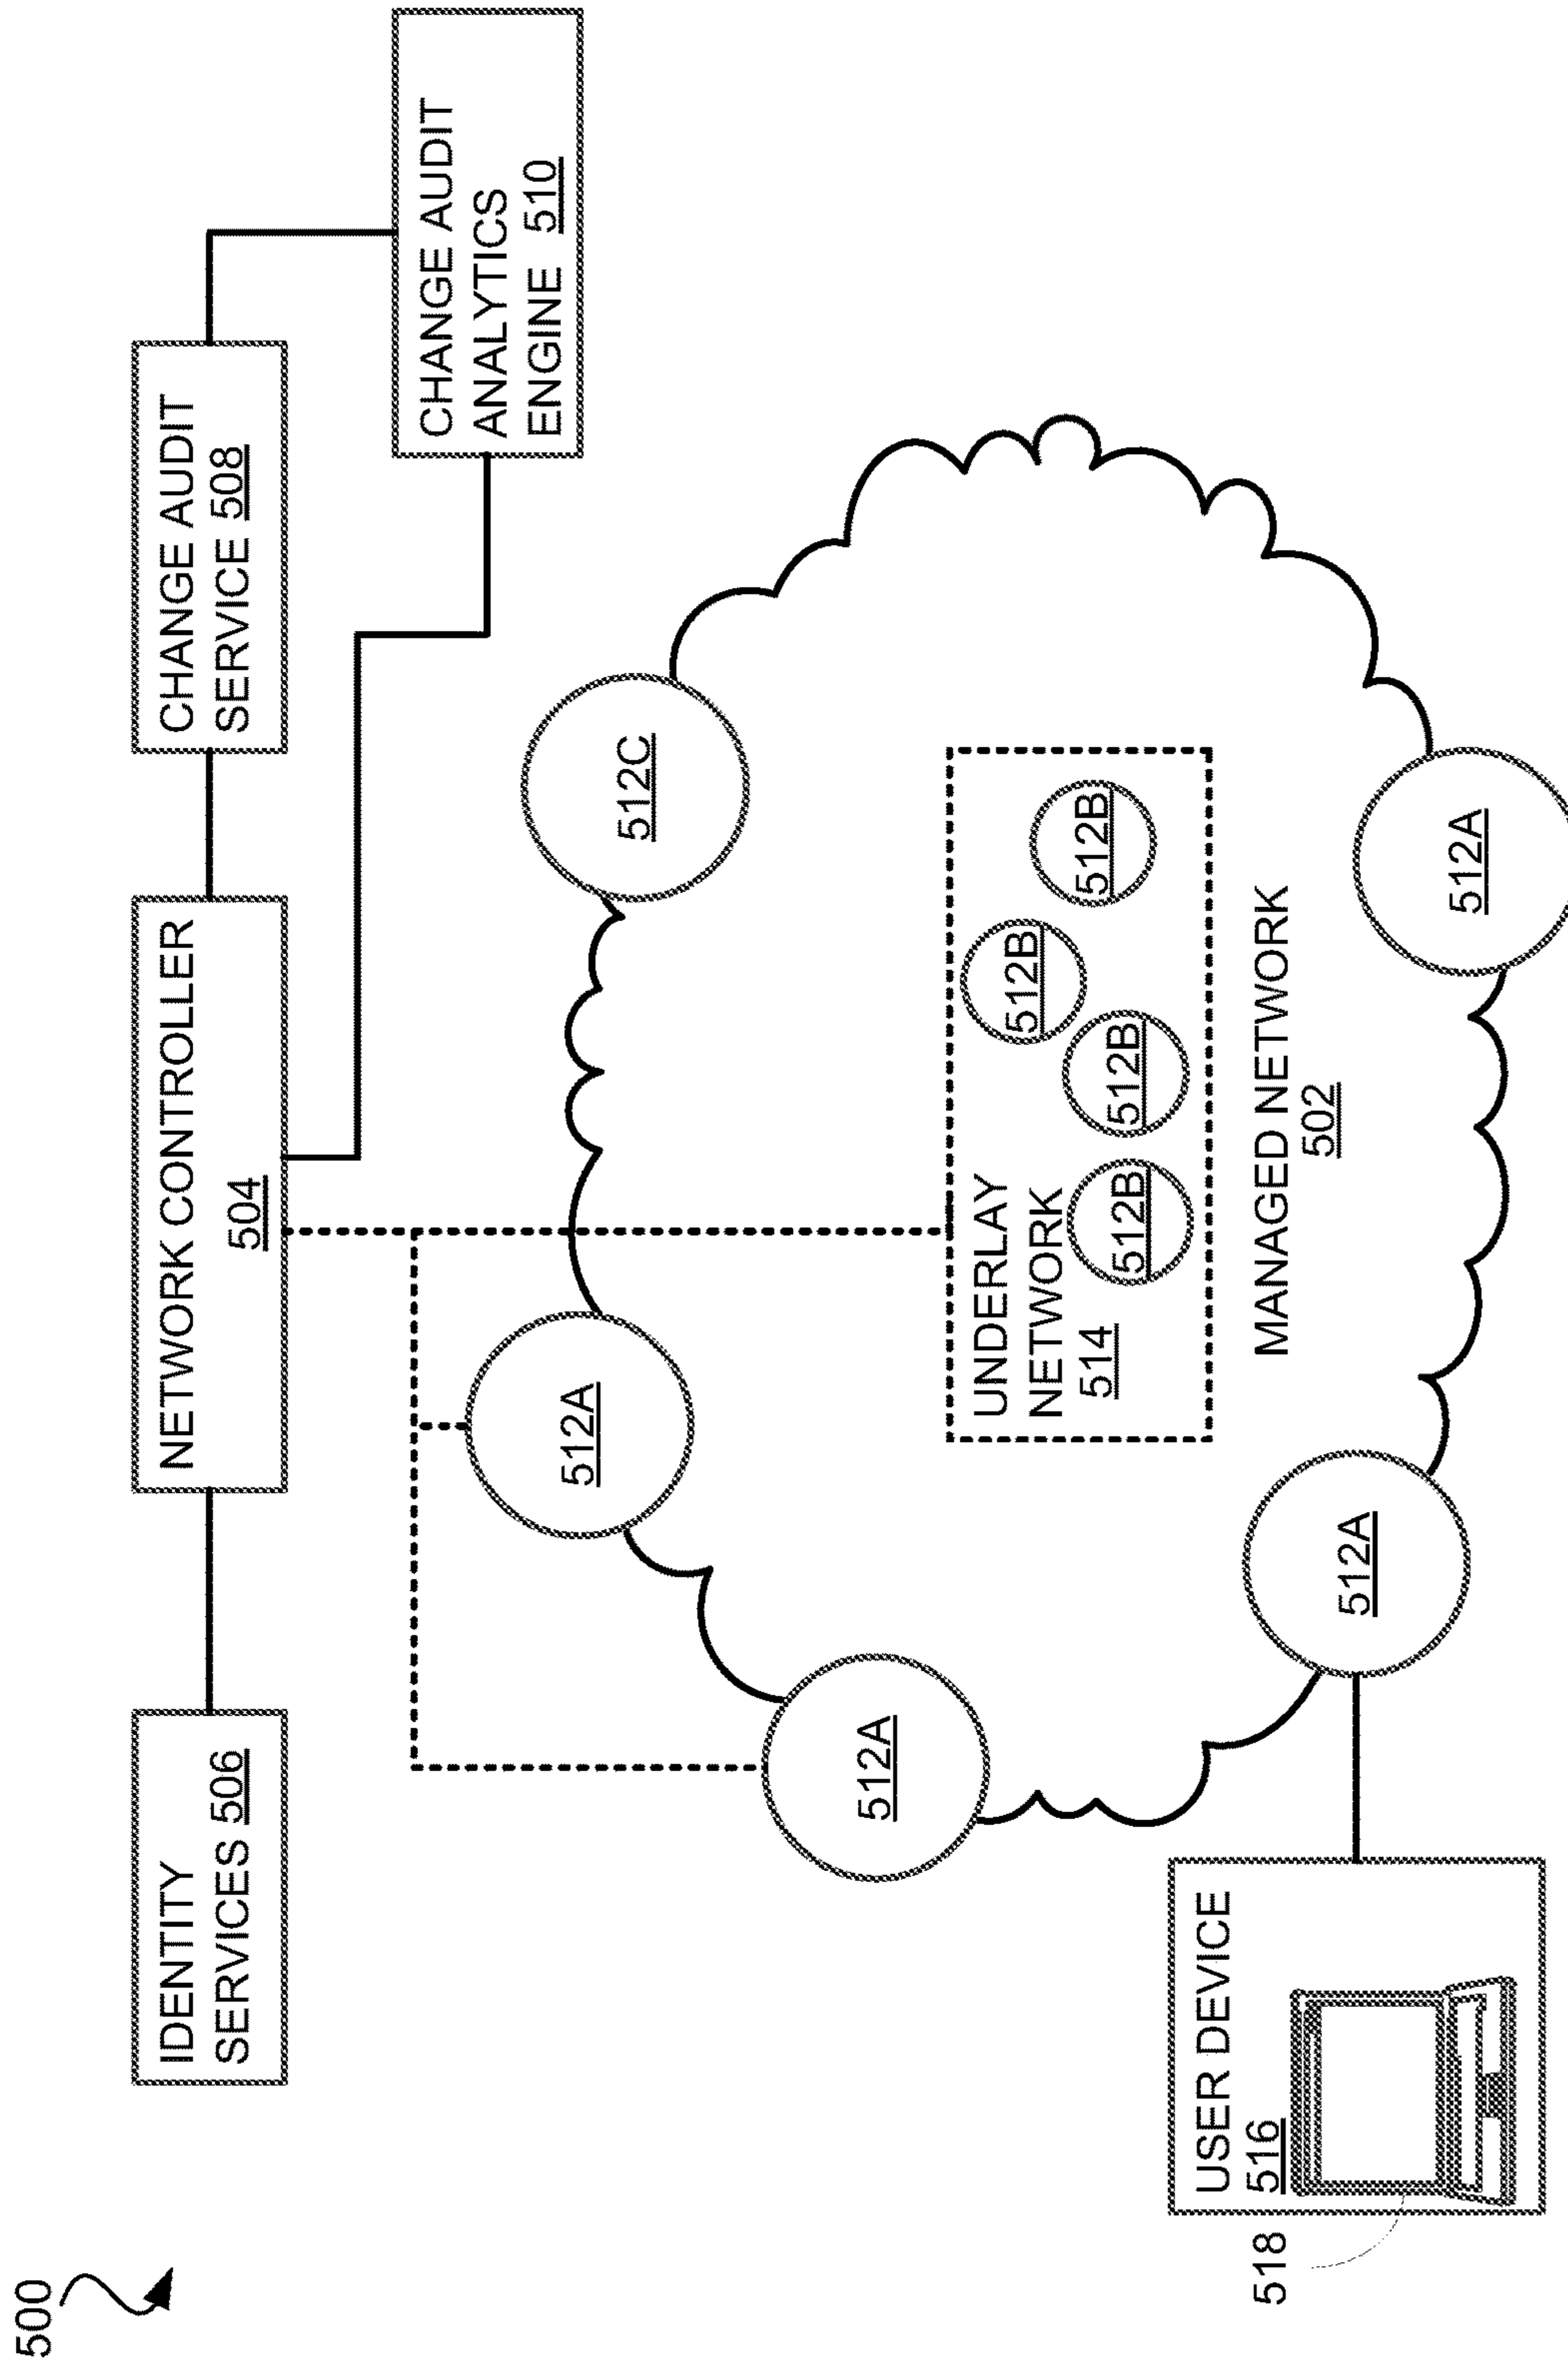 500
IDENTITY
SERVICES 506
NETWORK CONTROLLER
504
CHANGE AUDIT
SERVICE 508
CHANGE AUDIT
ANALYTICS
ENGINE 510
512A
512A
512C
UNDERLAY
NETWORK
514
512B
512B
512B
512B
MANAGED NETWORK
502
512A
512A
USER DEVICE
516
518